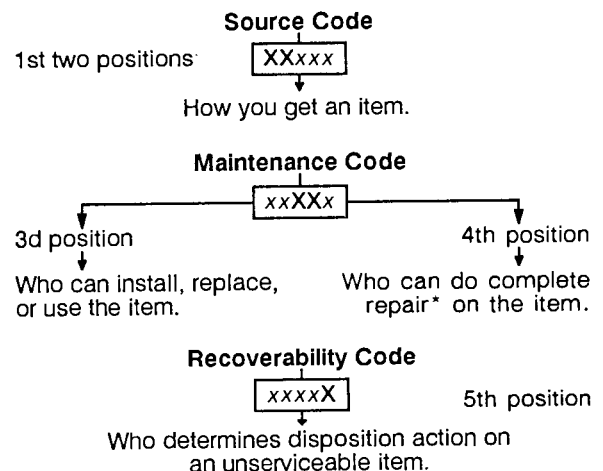 Source Code
1st two positions
XXxxx
How you get an item.
Maintenance Code
xxXXx
3d position
4th position
Who can install, replace,
or use the item.
Who can do complete
repair* on the item.
Recoverability Code
xxxxX
5th position
Who determines disposition action on
an unserviceable item.